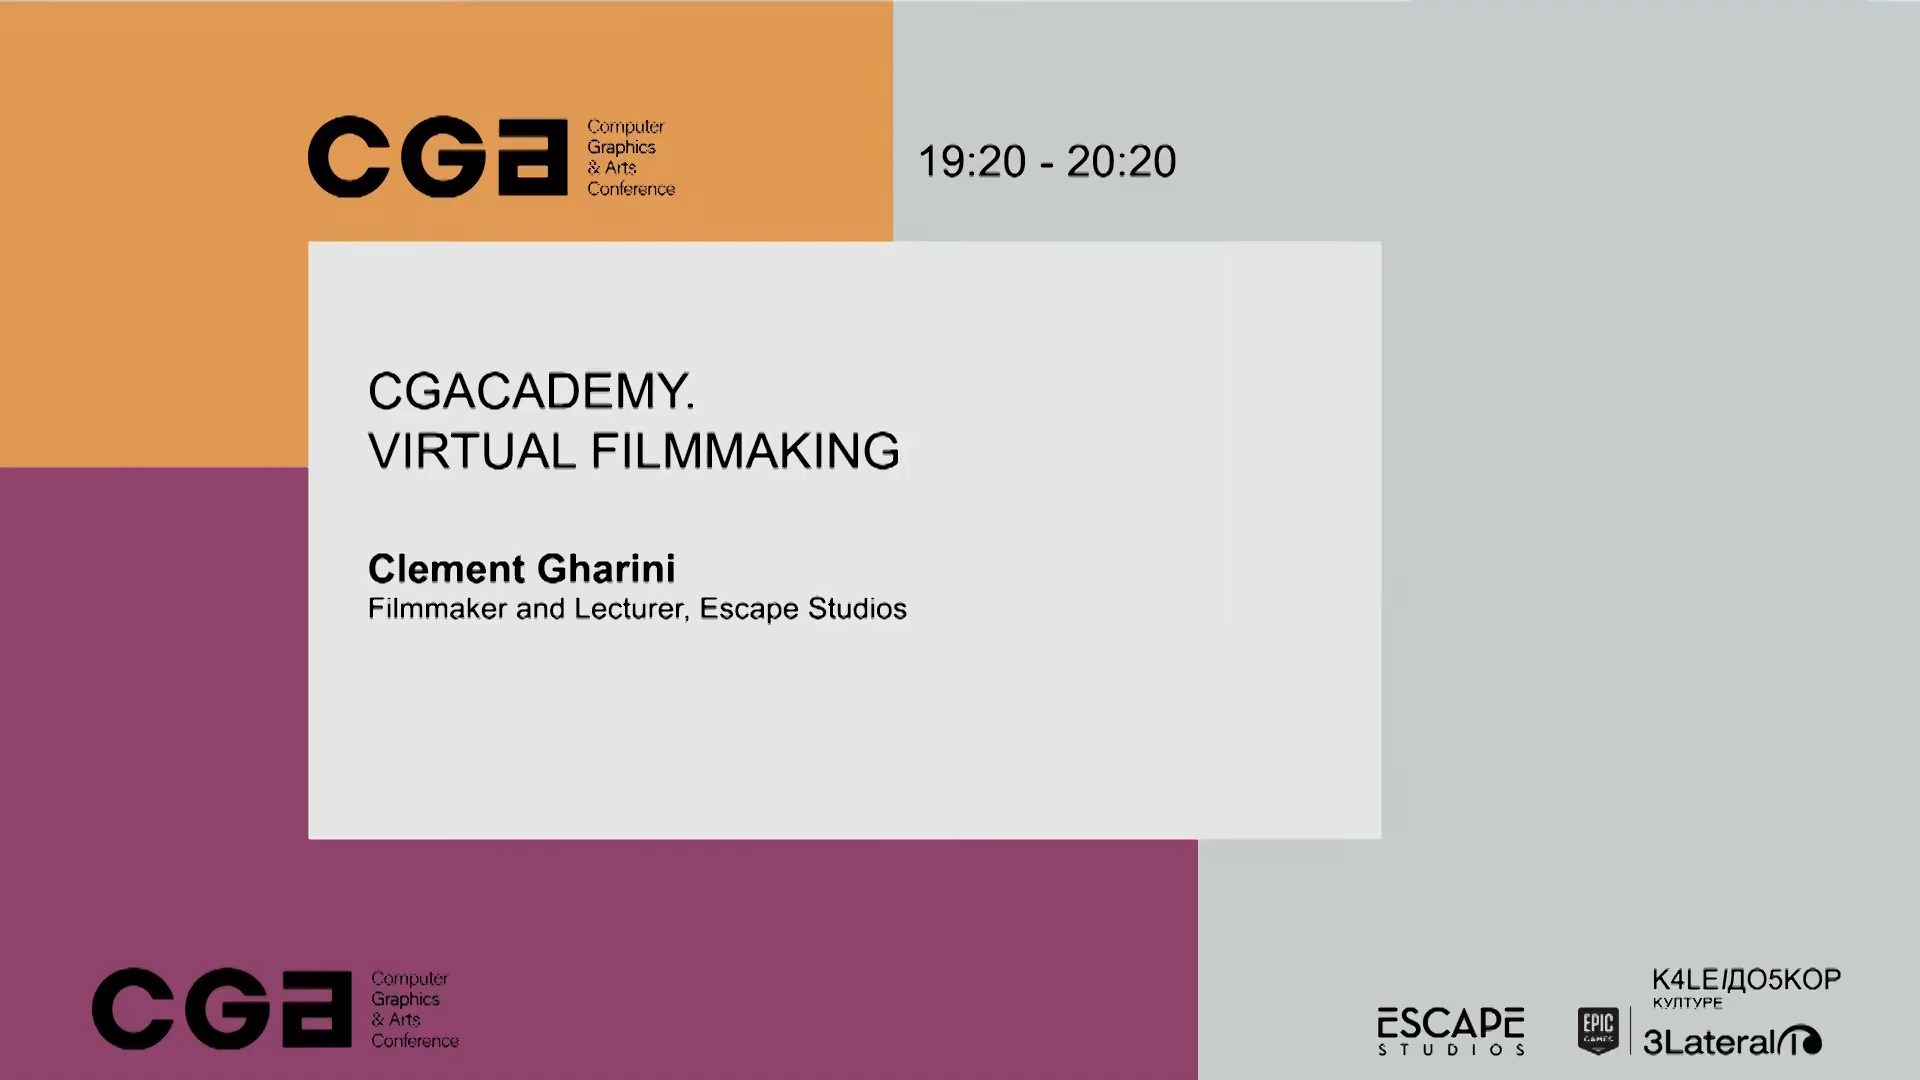 CGA
Computer
Graphics
& Arts
Conference
19:20 - 20:20
CGACADEMY.
VIRTUAL FILMMAKING
Clement Gharini
Filmmaker and Lecturer, Escape Studios
CGA
Computer
Graphics
& Arts
Conference
ESCAPE
STUDIOS
EPIC
GAMES
K4LEIДO5KOP
КУЛТУРЕ
3Lateral